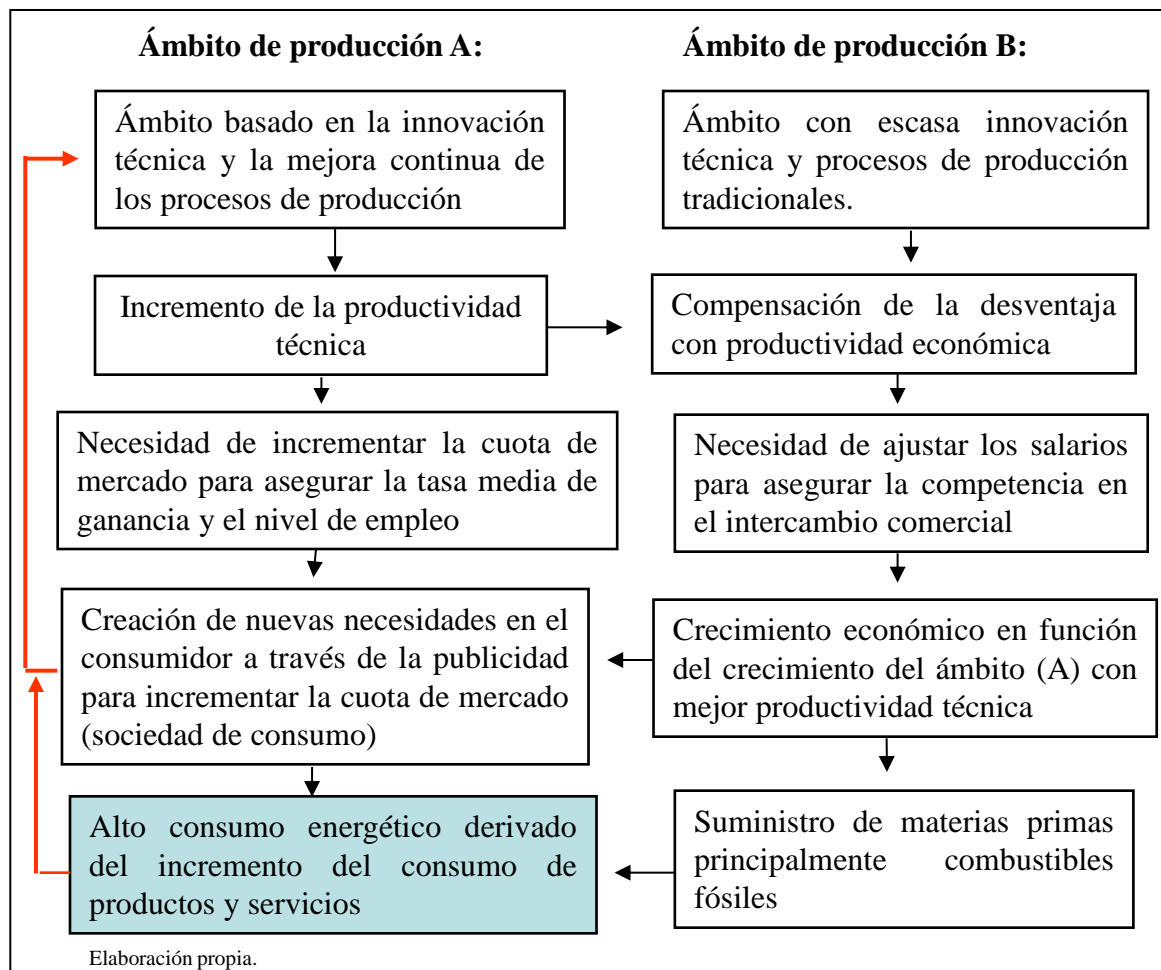 Ámbito de producción A:
Ámbito basado en la innovación
técnica y la mejora continua de
los procesos de producción
Incremento de la productividad
técnica
Necesidad de incrementar la cuota de
mercado para asegurar la tasa media de
ganancia y el nivel de empleo
Creación de nuevas necesidades en el
consumidor a través de la publicidad
para incrementar la cuota de mercado
(sociedad de consumo)
Alto consumo energético derivado
del incremento del consumo de
productos y servicios
Ámbito de producción B:
Ámbito con escasa innovación
técnica y procesos de producción
tradicionales.
Compensación de la desventaja
con productividad económica
Necesidad de ajustar los salarios
para asegurar la competencia en
el intercambio comercial
Crecimiento económico en función
del crecimiento del ámbito (A) con
mejor productividad técnica
Suministro de materias primas
principalmente combustibles
fósiles
Elaboración propia.